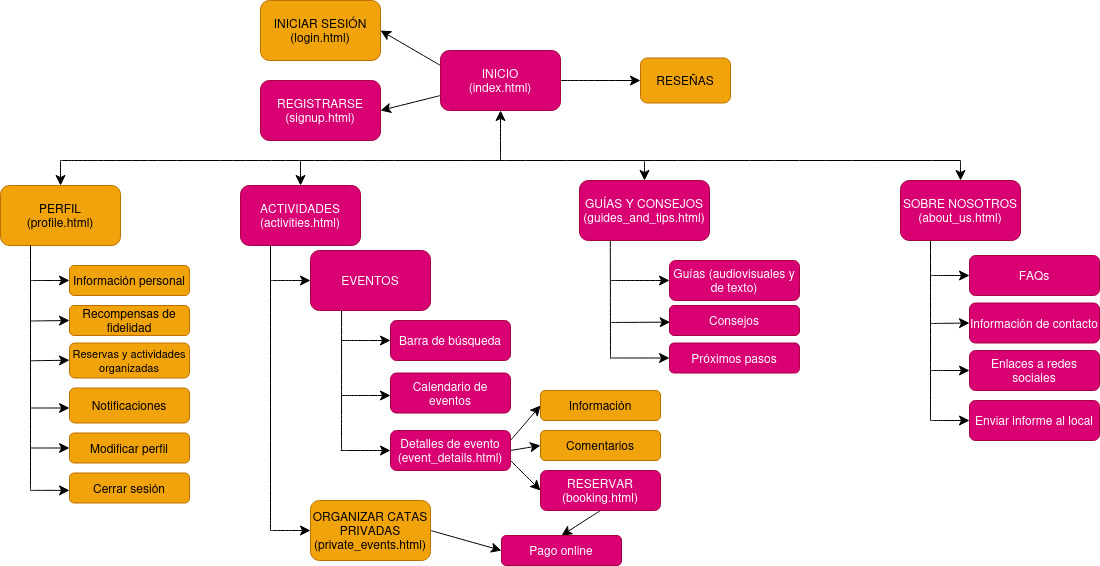 INICIAR SESIÓN
(login.html)
INICIO
(index.html)
RESEÑAS
REGISTRARSE
(signup.html)
PERFIL
(profile.html)
Información personal
Recompensas de
fidelidad
Reservas y actividades
organizadas
Notificaciones
Modificar perfil
Cerrar sesión
ACTIVIDADES
(activities.html)
EVENTOS
Barra de búsqueda
Calendario de
eventos
Detalles de evento
(event_details.html)
Información
Comentarios
RESERVAR
(booking.html)
ORGANIZAR CATAS
PRIVADAS
(private_events.html)
Pago online
GUÍAS Y CONSEJOS
(guides_and_tips.html)
Guías (audiovisuales y
de texto)
Consejos
Próximos pasos
SOBRE NOSOTROS
(about_us.html)
FAQs
Información de contacto
Enlaces a redes
sociales
Enviar informe al local